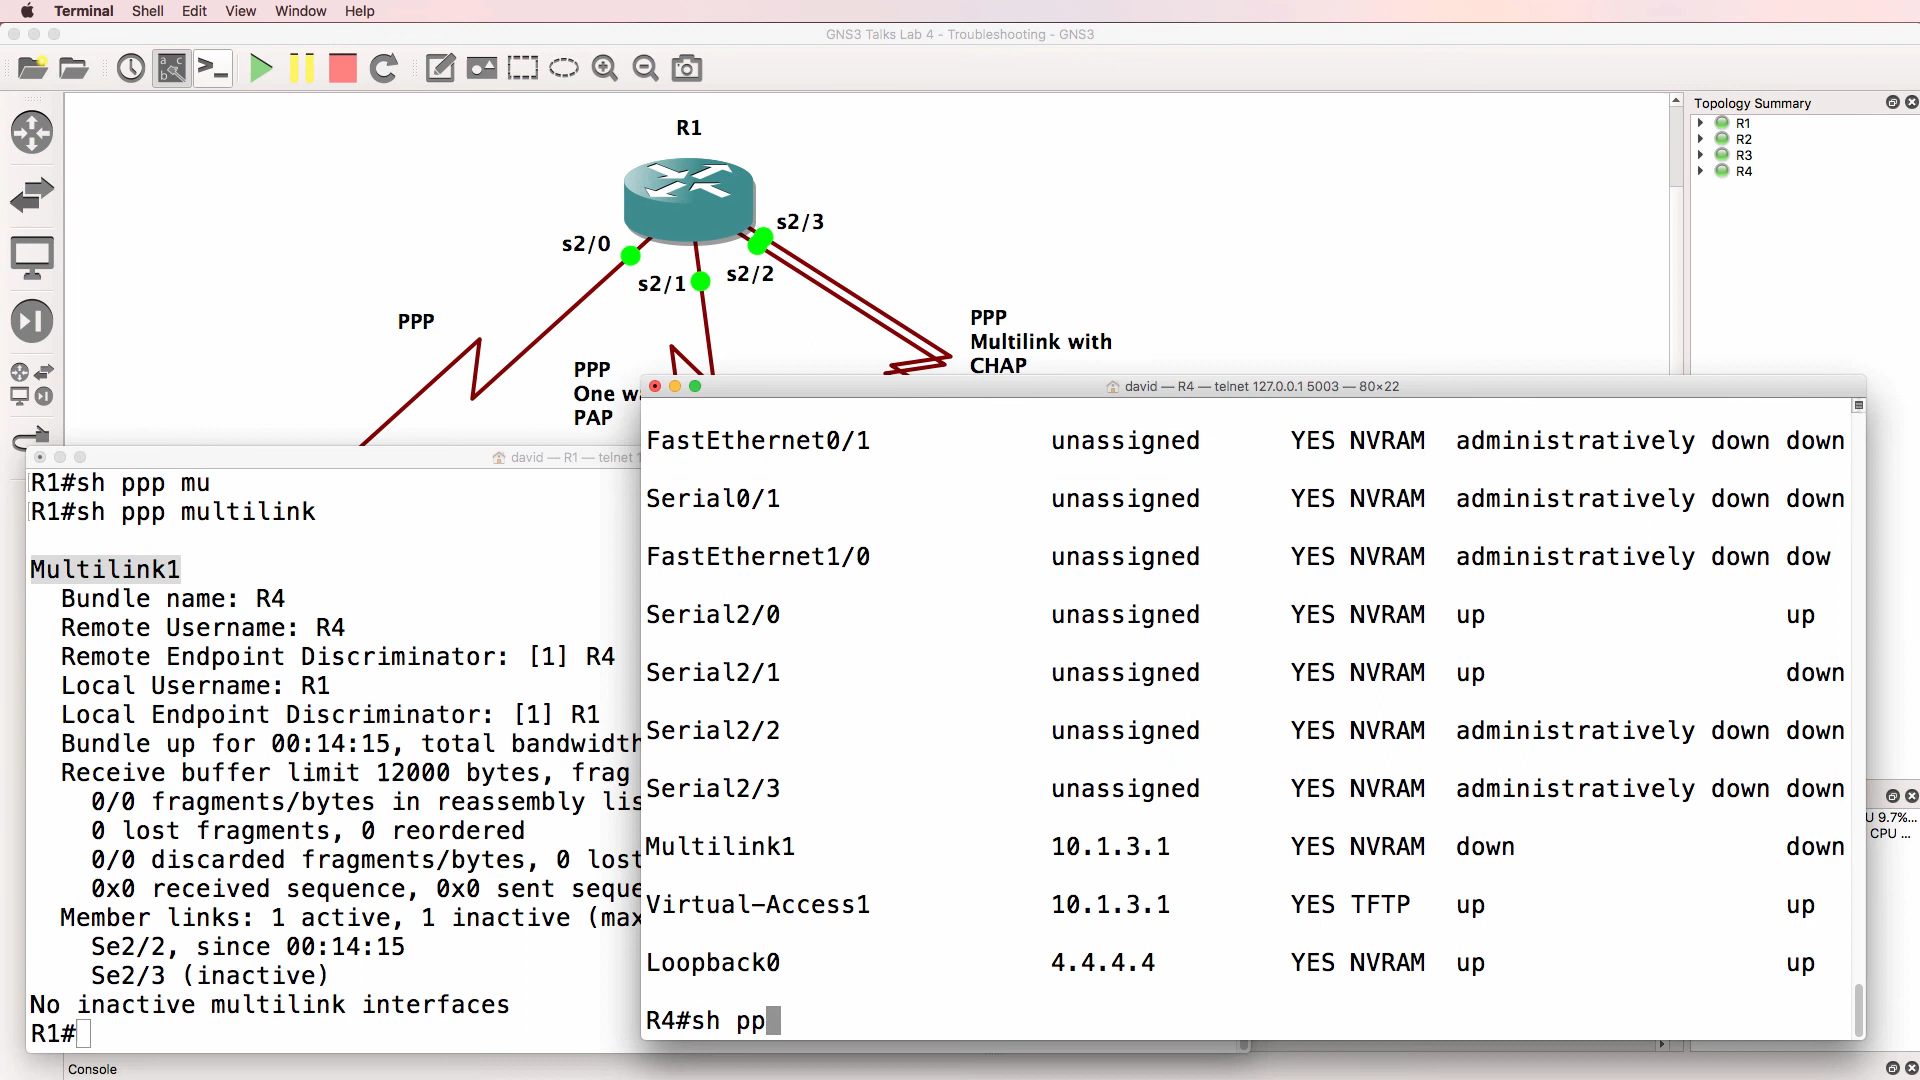 Terminal Shell Edit View Window Help
GNS3 Talks Lab 4 - Troubleshooting - GNS3
Topology Summary
R1
R2
R3
R4
R1
s2/0
s2/1
s2/2
s2/3
PPP
PPP
One wa
PAP
PPP
Multilink with
CHAP
david — R1 — telnet 1
R1#sh ppp mu
R1#sh ppp multilink
Multilink1
Bundle name: R4
Remote Username: R4
Remote Endpoint Discriminator: [1] R4
Local Username: R1
Local Endpoint Discriminator: [1] R1
Bundle up for 00:14:15, total bandwidth
Receive buffer limit 12000 bytes, frag
0/0 fragments/bytes in reassembly lis
0 lost fragments, 0 reordered
0/0 discarded fragments/bytes, 0 lost
0x0 received sequence, 0x0 sent seque
Member links: 1 active, 1 inactive (max
Se2/2, since 00:14:15
Se2/3 (inactive)
No inactive multilink interfaces
R1#
david — R4 — telnet 127.0.0.1 5003 — 80×22
FastEthernet0/1 unassigned YES NVRAM administratively down down
Serial0/1 unassigned YES NVRAM administratively down down
FastEthernet1/0 unassigned YES NVRAM administratively down dow
Serial2/0 unassigned YES NVRAM up up
Serial2/1 unassigned YES NVRAM up down
Serial2/2 unassigned YES NVRAM administratively down down
Serial2/3 unassigned YES NVRAM administratively down down
Multilink1 10.1.3.1 YES NVRAM down down
Virtual-Access1 10.1.3.1 YES TFTP up up
Loopback0 4.4.4.4 YES NVRAM up up
R4#sh pp
U 9.7%...
CPU ...
Console